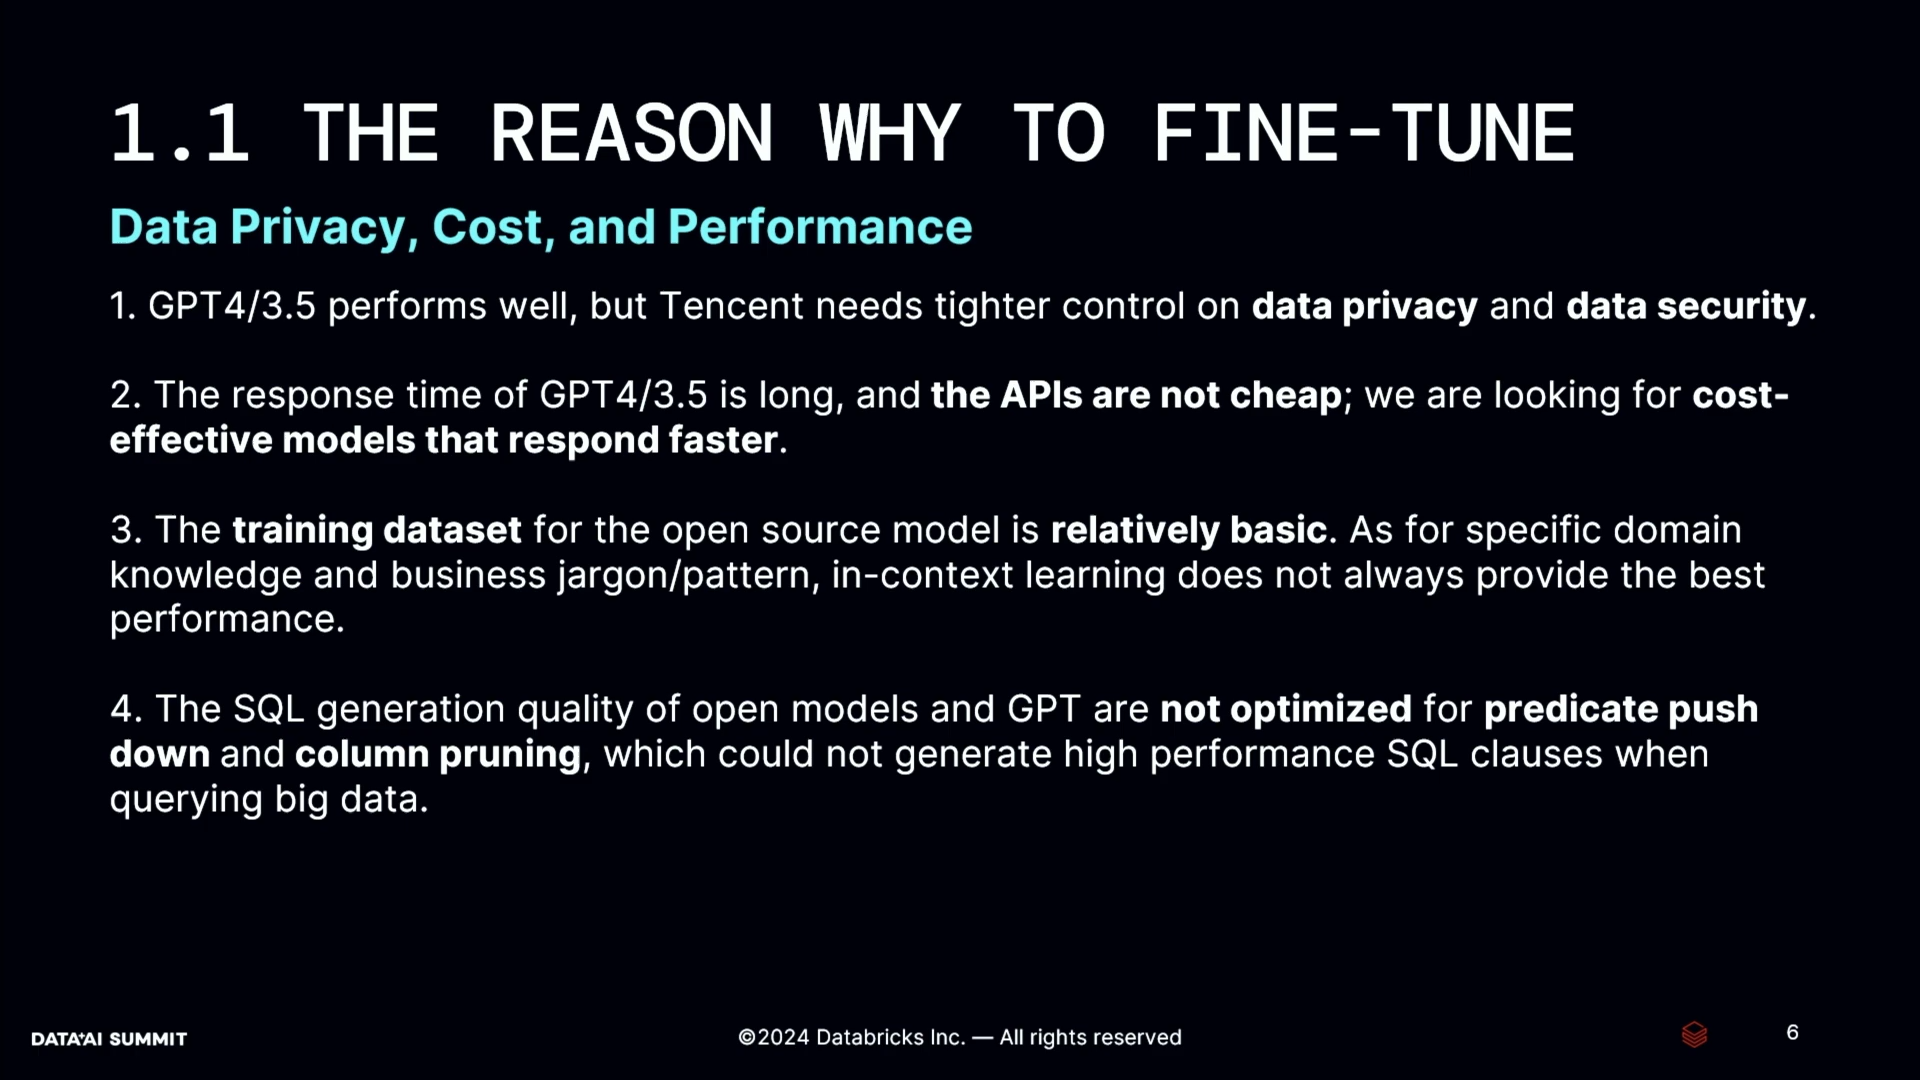 1.1 THE REASON WHY TO FINE-TUNE
Data Privacy, Cost, and Performance
1. GPT4/3.5 performs well, but Tencent needs tighter control on data privacy and data security.
2. The response time of GPT4/3.5 is long, and the APIs are not cheap; we are looking for cost-
effective models that respond faster.
3. The training dataset for the open source model is relatively basic. As for specific domain
knowledge and business jargon/pattern, in-context learning does not always provide the best
performance.
4. The SQL generation quality of open models and GPT are not optimized for predicate push
down and column pruning, which could not generate high performance SQL clauses when
querying big data.
DATA+AI SUMMIT
©2024 Databricks Inc. — All rights reserved
6